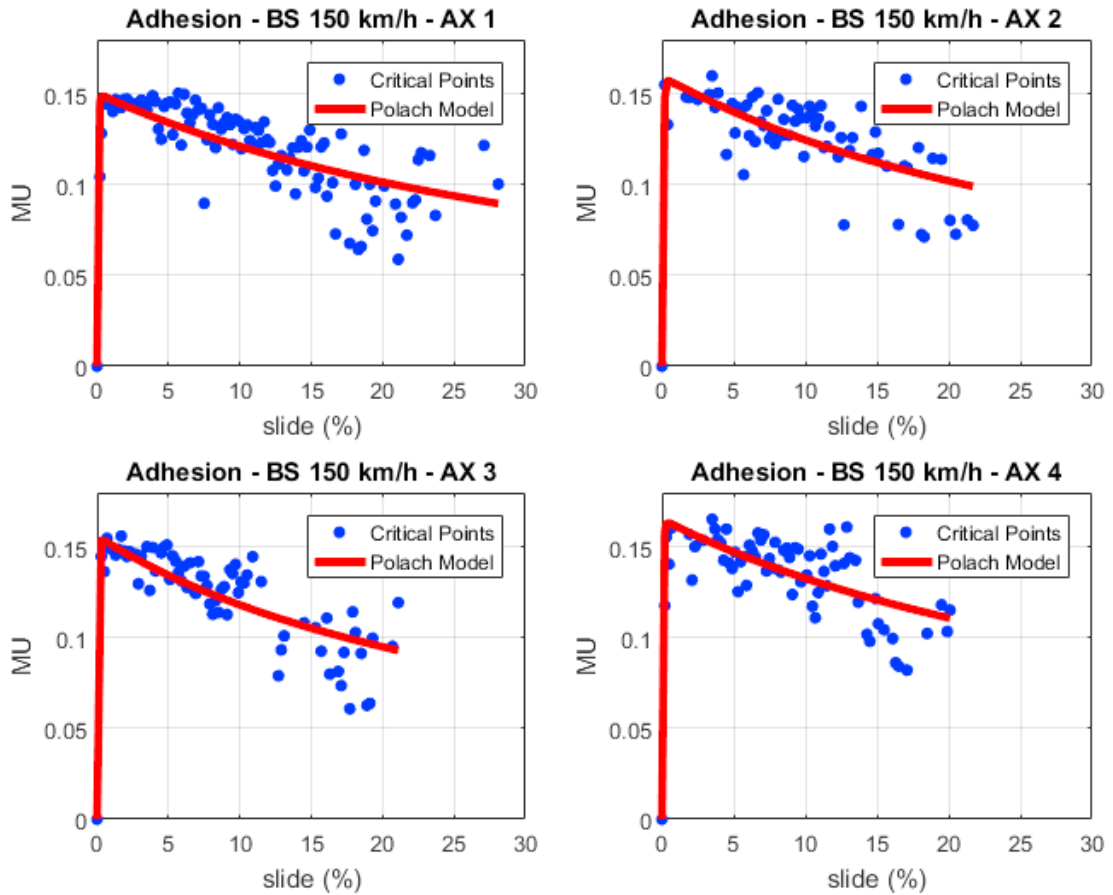 Adhesion - BS 150 km/h - AX 1
Critical Points
Polach Model
MU
0.15
0.1
0.05
0
0 5 10 15 20 25 30
slide (%)
Adhesion - BS 150 km/h - AX 2
Critical Points
Polach Model
MU
0.15
0.1
0.05
0
0 5 10 15 20 25 30
slide (%)
Adhesion - BS 150 km/h - AX 3
Critical Points
Polach Model
MU
0.15
0.1
0.05
0
0 5 10 15 20 25 30
slide (%)
Adhesion - BS 150 km/h - AX 4
Critical Points
Polach Model
MU
0.15
0.1
0.05
0
0 5 10 15 20 25 30
slide (%)